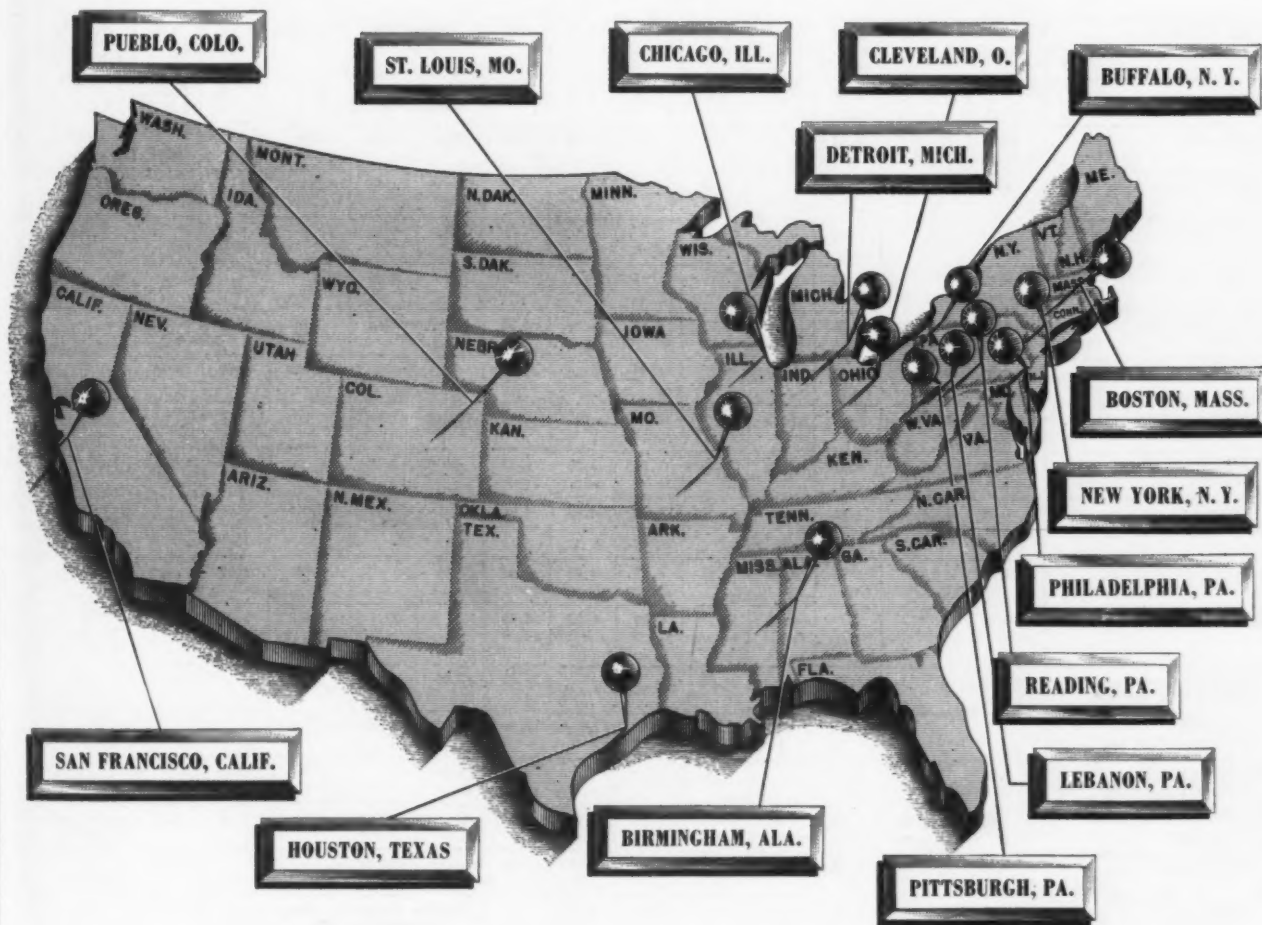 PUEBLO, COLO.
ST. LOUIS, MO.
CHICAGO, ILL.
CLEVELAND, O.
BUFFALO, N. Y.
DETROIT, MICH.
WASH.
MONT.
N.DAK.
MINN.
ME.
ORES.
IDA.
WIS.
N.Y.
VT.
N.H.
S.DAK.
WYO.
MICH.
MASS.
CONN.
CALIF.
NEV.
IOWA
NEBR.
UTAH
ILL.
IND.
OHIO
PA.
N.J.
COL.
MO.
KAN.
W.VA.
VA.
BOSTON, MASS.
KEN.
ARIZ.
N.MEX.
OKLA.
TEX.
ARK.
TENN.
N.CAR.
S.CAR.
NEW YORK, N. Y.
MISS.
ALA.
GA.
PHILADELPHIA, PA.
LA.
FLA.
READING, PA.
SAN FRANCISCO, CALIF.
LEBANON, PA.
HOUSTON, TEXAS
BIRMINGHAM, ALA.
PITTSBURGH, PA.